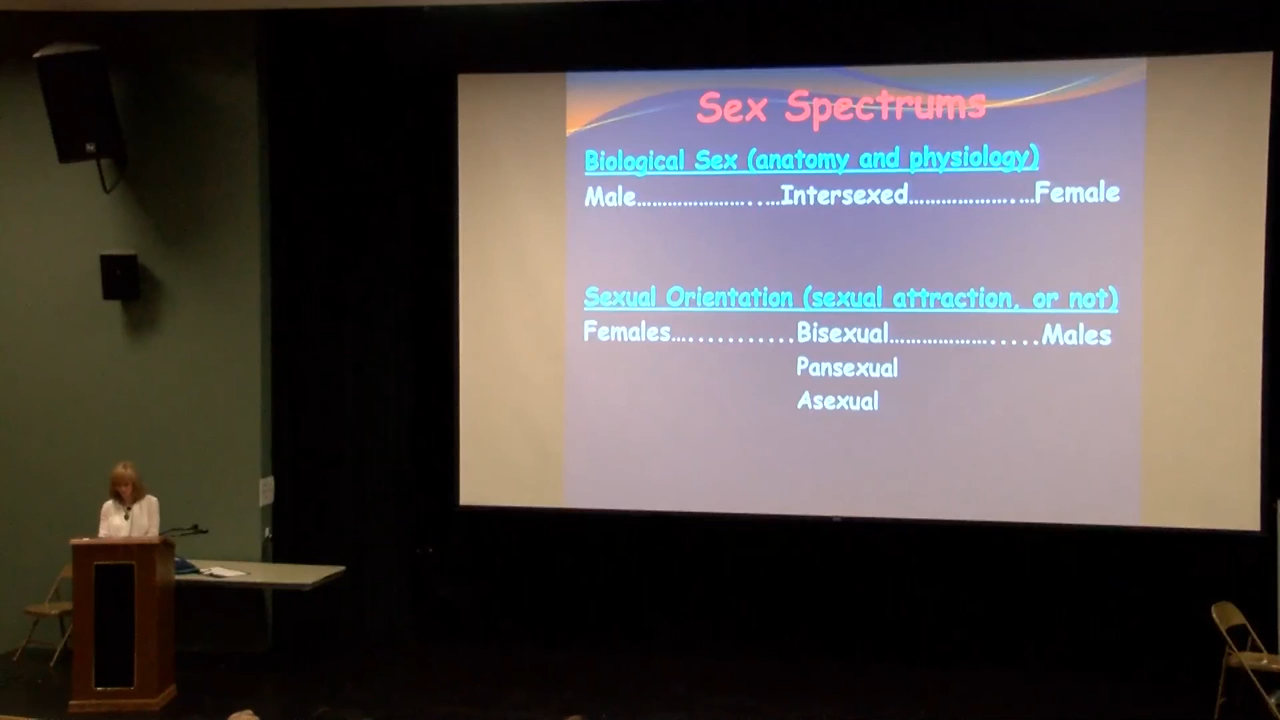 Sex Spectrums
Biological Sex (anatomy and physiology)
Male.......................Intersexed.....................Female
Sexual Orientation (sexual attraction, or not)
Females..............Bisexual......................Males
Pansexual
Asexual